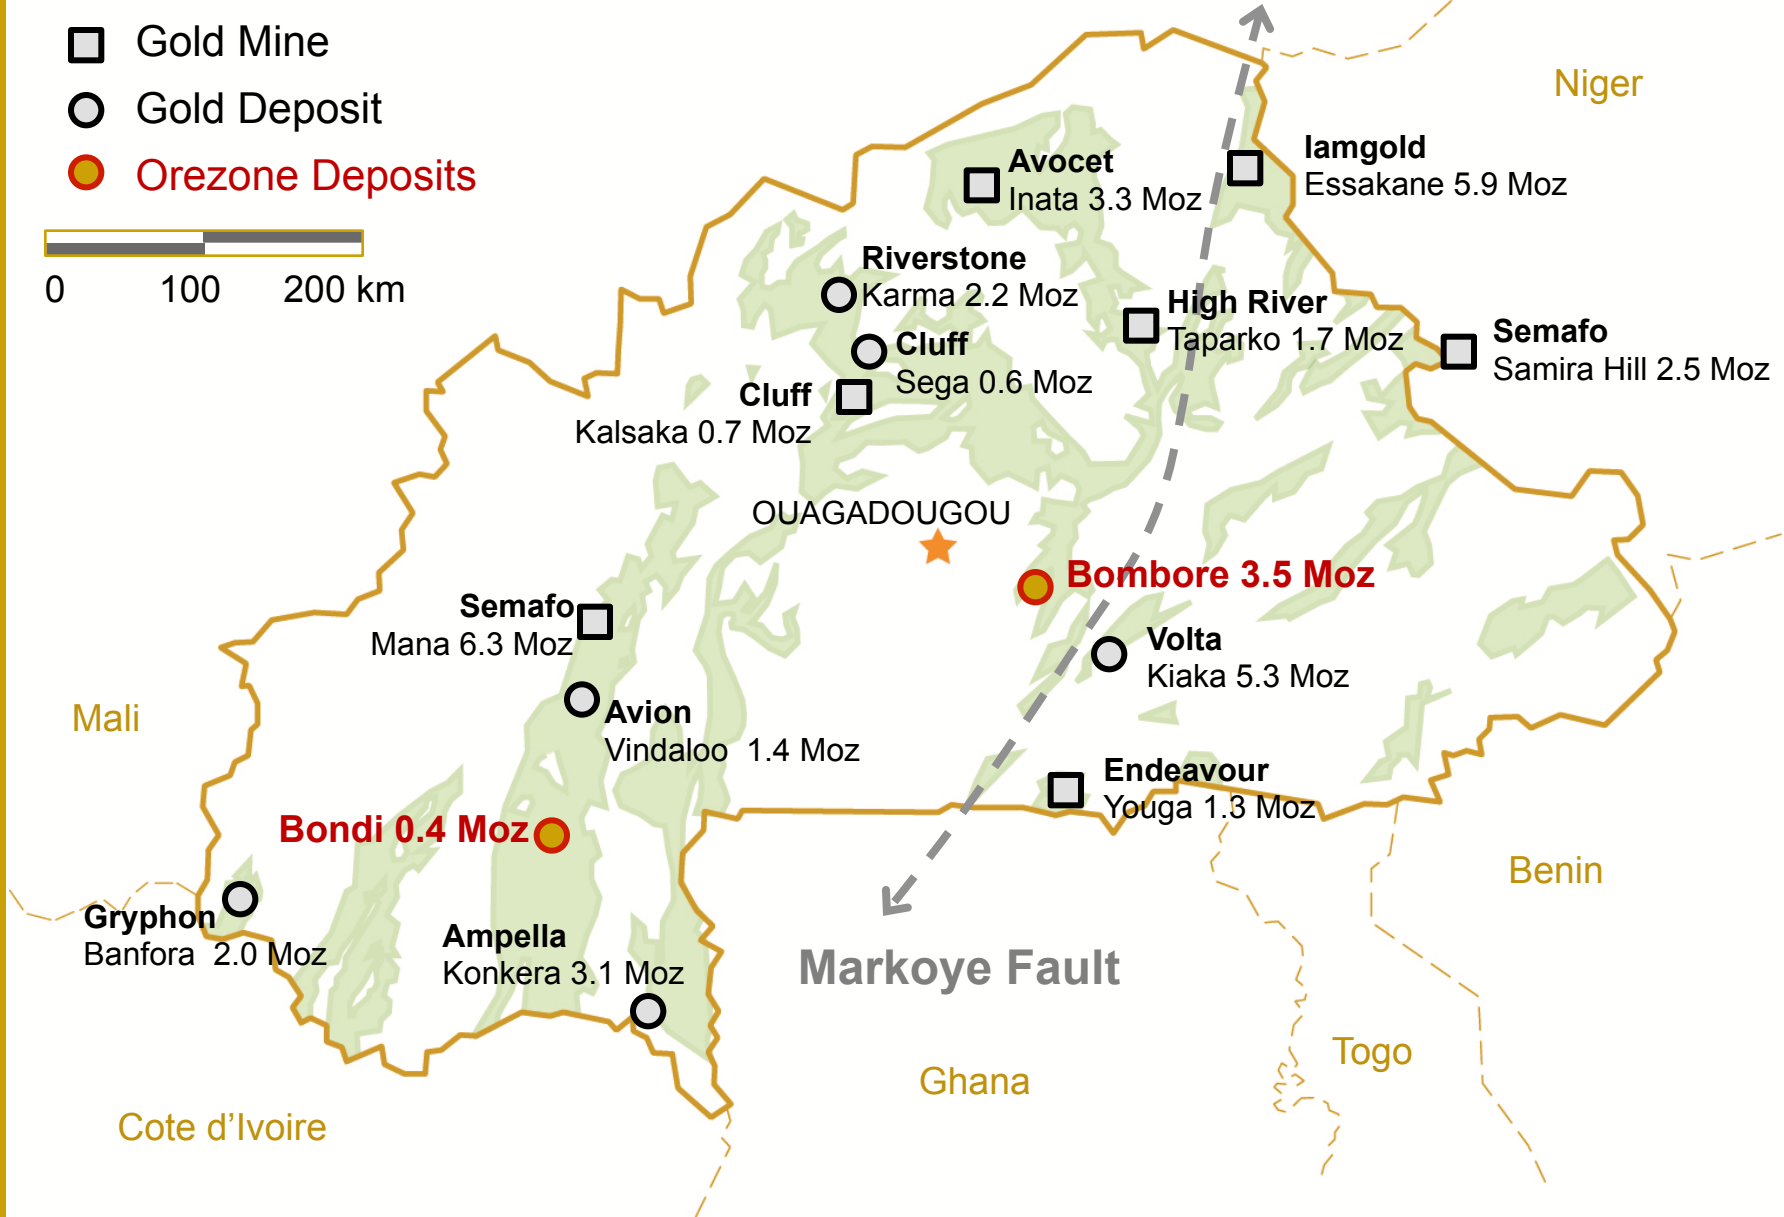 Gold Mine
Gold Deposit
Orezone Deposits
0 100 200 km
Niger
Iamgold
Essakane 5.9 Moz
Avocet
Inata 3.3 Moz
Riverstone
Karma 2.2 Moz
High River
Taparko 1.7 Moz
Cluff
Sega 0.6 Moz
Semafo
Samira Hill 2.5 Moz
Cluff
Kalsaka 0.7 Moz
OUAGADOUGOU
Bombore 3.5 Moz
Semafo
Mana 6.3 Moz
Volta
Kiaka 5.3 Moz
Mali
Avion
Vindaloo  1.4 Moz
Endeavour
Youga 1.3 Moz
Bondi 0.4 Moz
Benin
Gryphon
Banfora  2.0 Moz
Ampella
Konkera 3.1 Moz
Markoye Fault
Togo
Ghana
Cote d’Ivoire